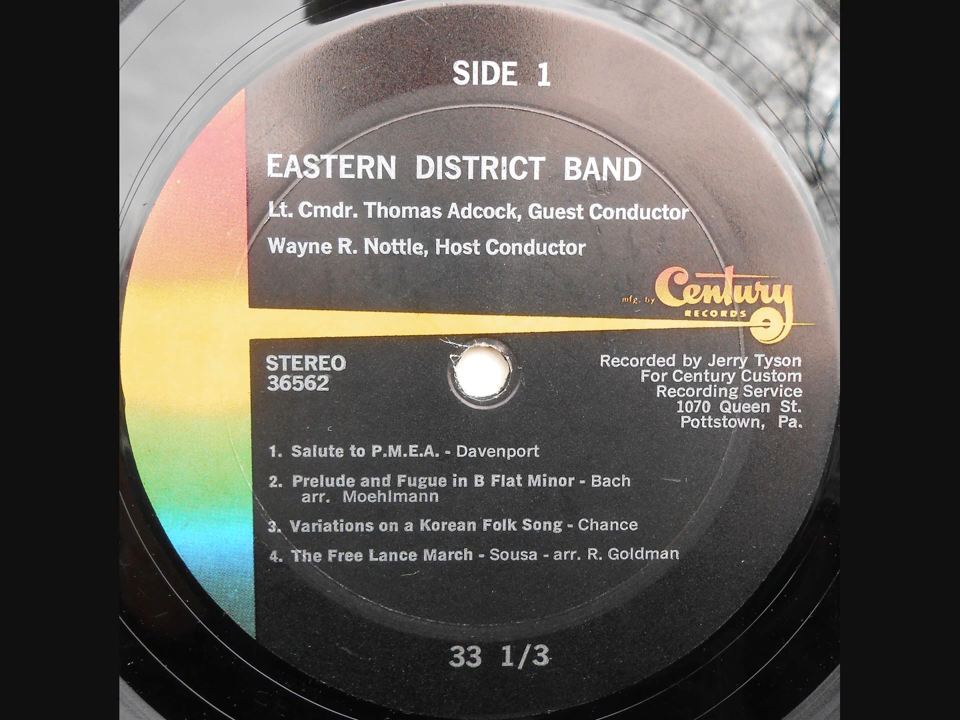 SIDE 1
EASTERN DISTRICT BAND
Lt. Cmdr. Thomas Adcock, Guest Conductor
Wayne R. Nottle, Host Conductor
mfg. by Century
RECORDS
STEREO
36562
Recorded by Jerry Tyson
For Century Custom
Recording Service
1070 Queen St.
Pottstown, Pa.
1. Salute to P.M.E.A. - Davenport
2. Prelude and Fugue in B Flat Minor - Bach
arr. Moehlmann
3. Variations on a Korean Folk Song - Chance
4. The Free Lance March - Sousa - arr. R. Goldman
33 1/3